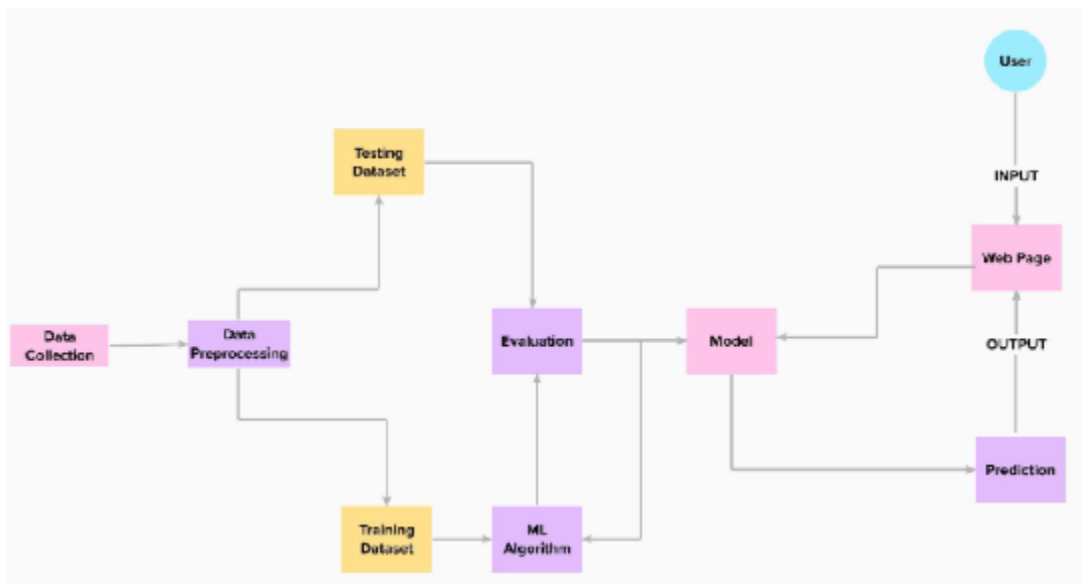 User
INPUT
Web Page
OUTPUT
Prediction
Testing
Dataset
Data
Collection
Data
Preprocessing
Evaluation
Model
Training
Dataset
ML
Algorithm